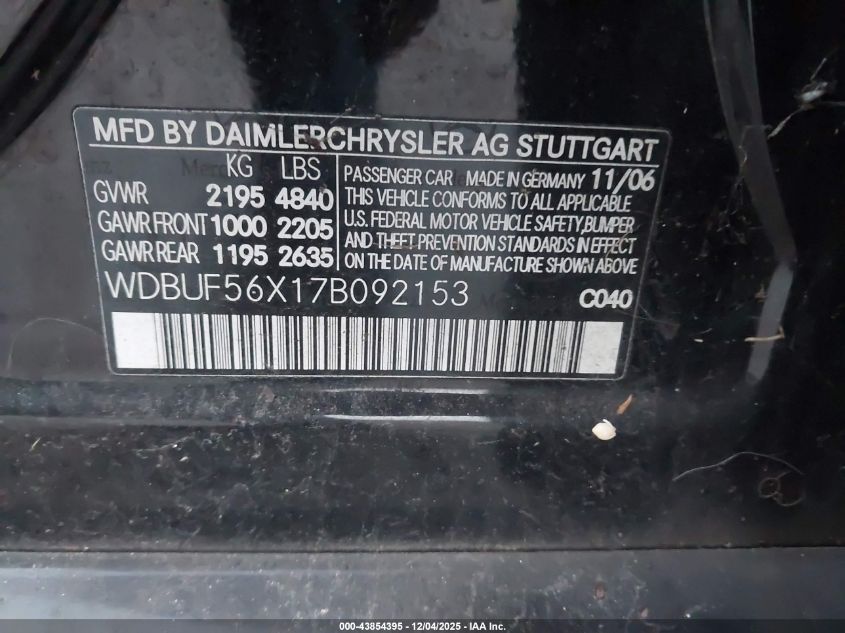 MFD BY DAIMLERCHRYSLER AG STUTTGART
KG LBS
GVWR 2195 4840
GAWR FRONT 1000 2205
GAWR REAR 1195 2635
PASSENGER CAR MADE IN GERMANY 11/06
THIS VEHICLE CONFORMS TO ALL APPLICABLE
U.S. FEDERAL MOTOR VEHICLE SAFETY, BUMPER
AND THEFT PREVENTION STANDARDS IN EFFECT
ON THE DATE OF MANUFACTURE SHOWN ABOVE
WDBUF56X17B092153 C040
000-43854395 - 12/04/2025 - IAA Inc.